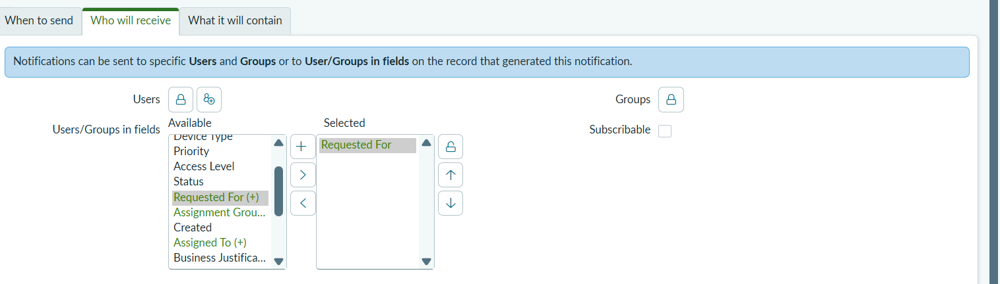 When to send
Who will receive
What it will contain
Notifications can be sent to specific Users and Groups or to User/Groups in fields on the record that generated this notification.
Users
Groups
Users/Groups in fields
Available
Selected
Subscribable
Device Type
Priority
Access Level
Status
Requested For (+)
Assignment Grou...
Created
Assigned To (+)
Business Justifica...
Requested For